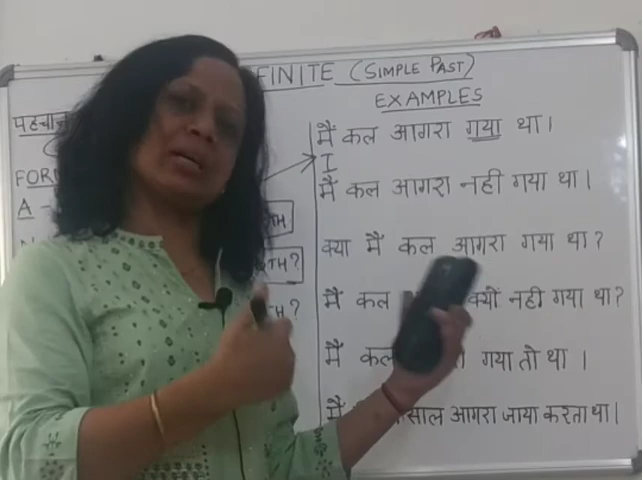 FINITE (SIMPLE PAST)
EXAMPLES
पहचान
FOR
A -
TH
TH?
TH?
मैं कल आगरा गया था।
I
मैं कल आगरा नही गया था।
क्या मैं कल आगरा गया था?
मैं कल क्यों नही गया था?
मैं कल गया तो था ।
मैं साल आगरा जाया करता था।